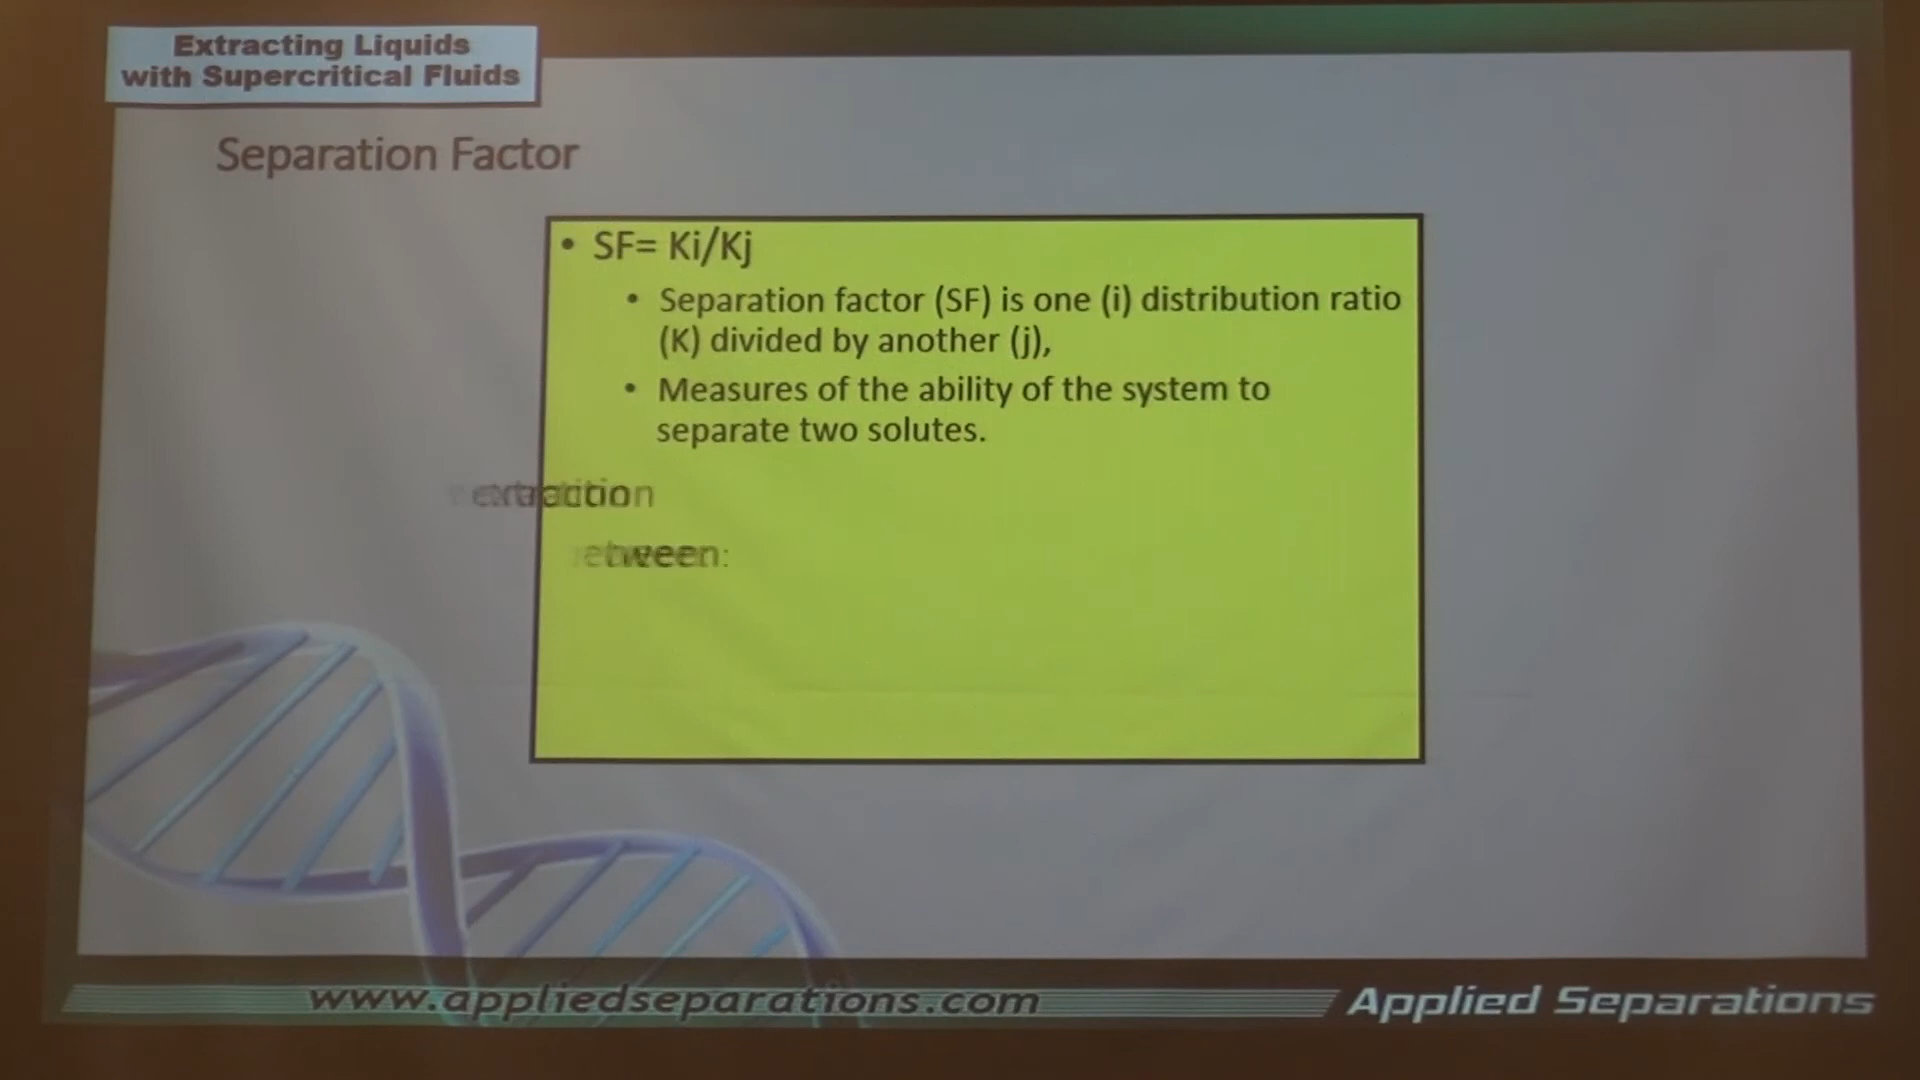 Extracting Liquids
with Supercritical Fluids
Separation Factor
• SF= Ki/Kj
• Separation factor (SF) is one (i) distribution ratio
(K) divided by another (j),
• Measures of the ability of the system to
separate two solutes.
www.appliedseparations.com
Applied Separations